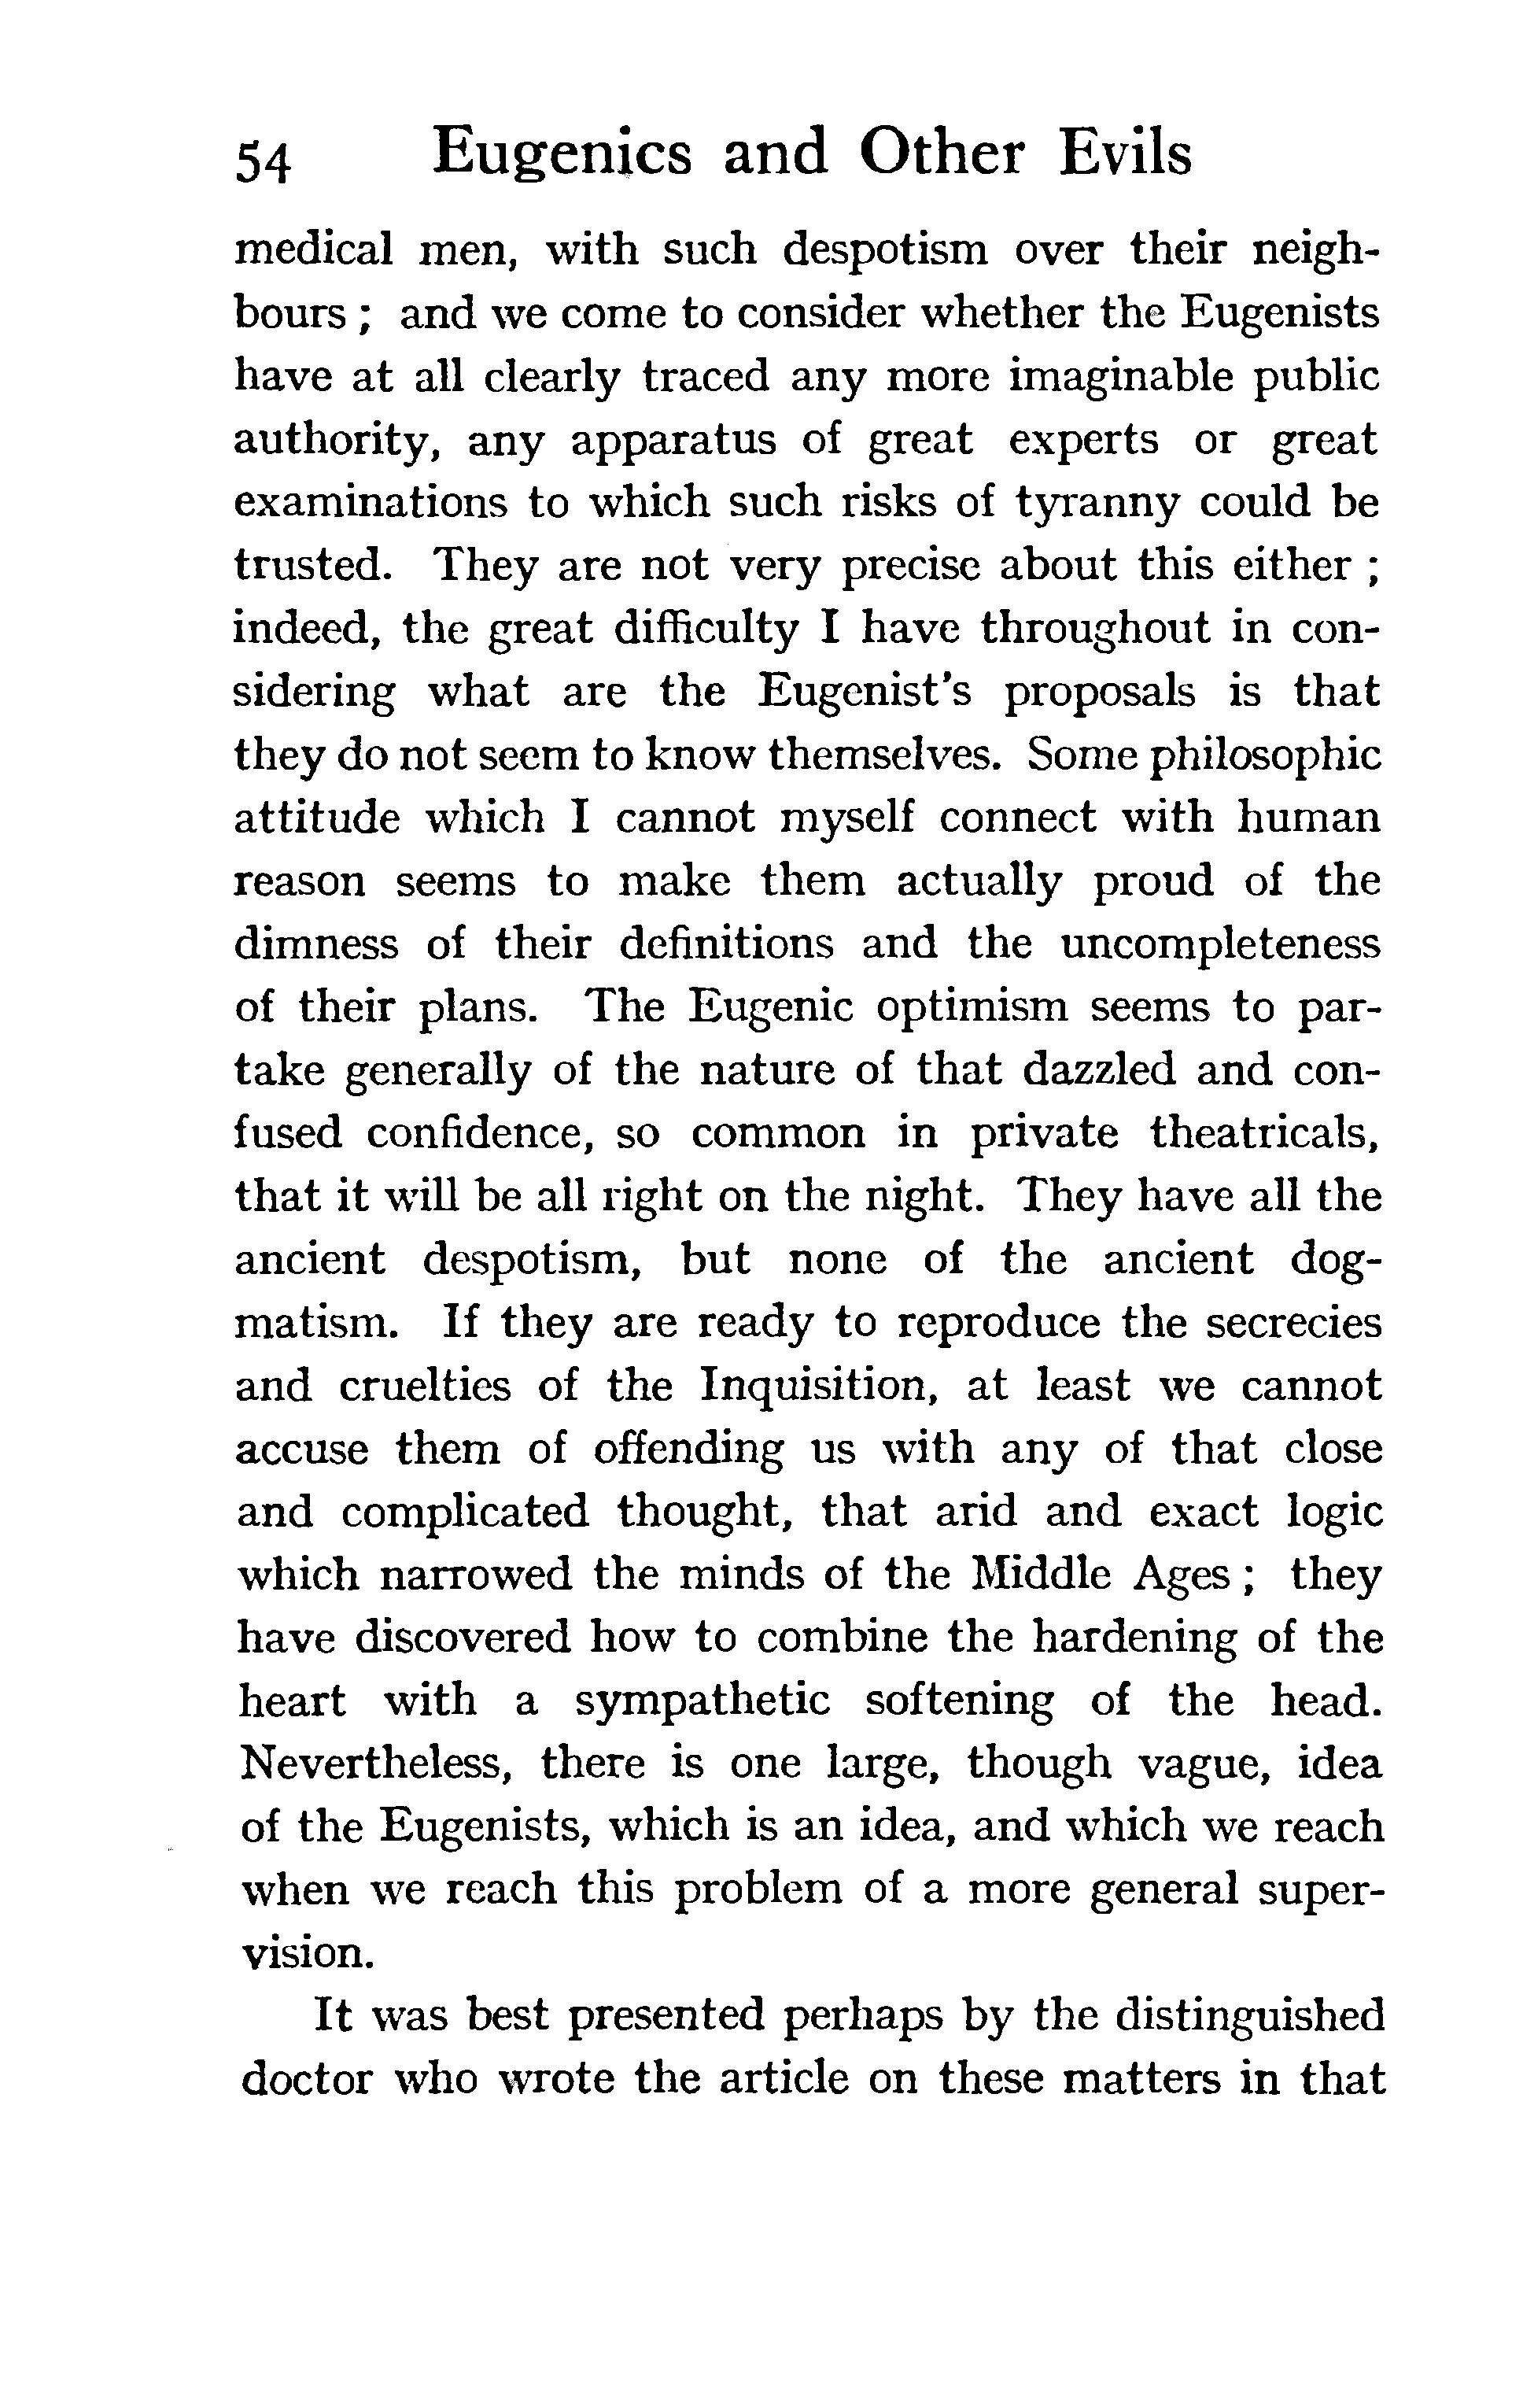 54 Eugenics and Other Evils
medical men, with such despotism over their neigh-
bours ; and we come to consider whether the Eugenists
have at all clearly traced any more imaginable public
authority, any apparatus of great experts or great
examinations to which such risks of tyranny could be
trusted. They are not very precise about this either ;
indeed, the great difficulty I have throughout in con-
sidering what are the Eugenist's proposals is that
they do not seem to know themselves. Some philosophic
attitude which I cannot myself connect with human
reason seems to make them actually proud of the
dimness of their definitions and the uncompleteness
of their plans. The Eugenic optimism seems to par-
take generally of the nature of that dazzled and con-
fused confidence, so common in private theatricals,
that it will be all right on the night. They have all the
ancient despotism, but none of the ancient dog-
matism. If they are ready to reproduce the secrecies
and cruelties of the Inquisition, at least we cannot
accuse them of offending us with any of that close
and complicated thought, that arid and exact logic
which narrowed the minds of the Middle Ages ; they
have discovered how to combine the hardening of the
heart with a sympathetic softening of the head.
Nevertheless, there is one large, though vague, idea
of the Eugenists, which is an idea, and which we reach
when we reach this problem of a more general super-
vision.
It was best presented perhaps by the distinguished
doctor who wrote the article on these matters in that